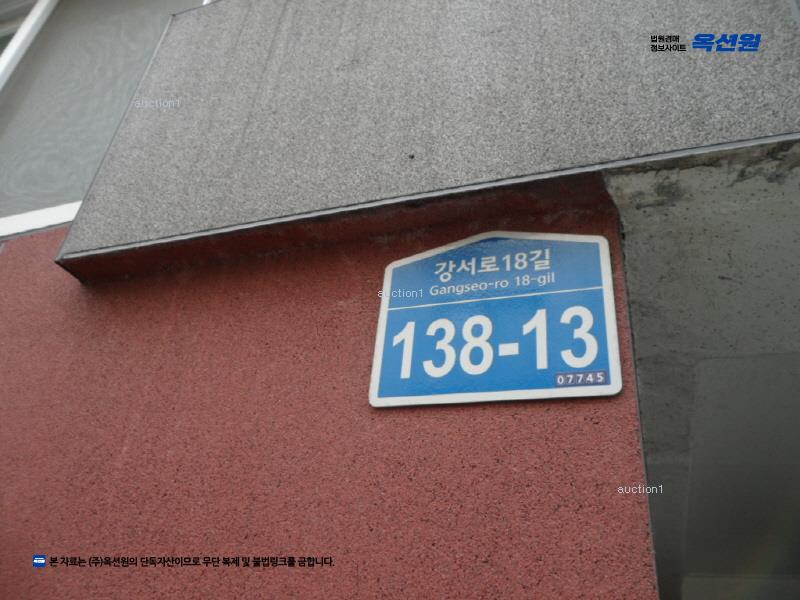 법원경매
정보사이트 옥션원
auction1
강서로18길
Gangseo-ro 18-gil
auction1
138-13
07745
auction1
본 자료는 (주)옥션원의 단독자산이므로 무단 복제 및 불법링크를 금합니다.